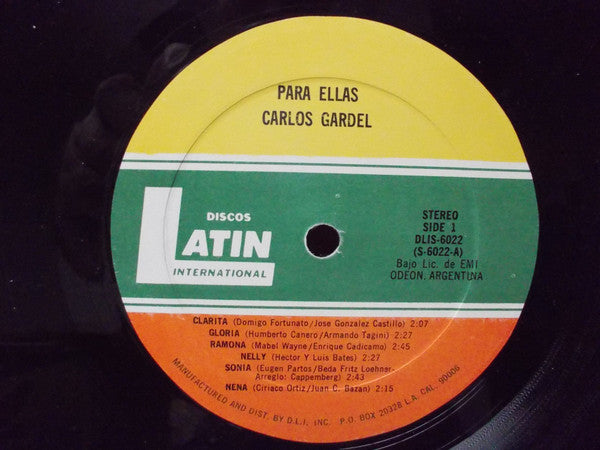 PARA ELLAS
CARLOS GARDEL
DISCOS
LATIN
INTERNATIONAL
STEREO
SIDE 1
DLIS-6022
(S-6022-A)
Bajo Lic. de EMI
ODEON, ARGENTINA
CLARITA (Domigo Fortunato/Jose Gonzalez Castillo) 2:07
GLORIA (Humberto Canero/Armando Tagini) 2:27
RAMONA (Mabel Wayne/Enrique Cadicamo) 2:45
NELLY (Hector Y Luis Bates) 2:27
SONIA (Eugen Partos/Beda Fritz Loehner-
Arreglo: Cappemberg) 2:43
NENA (Ciriaco Ortiz/Juan C. Bazan) 2:15
MANUFACTURED AND DIST. BY D.L.I., INC. P.O. BOX 20328 L.A. CAL. 90006